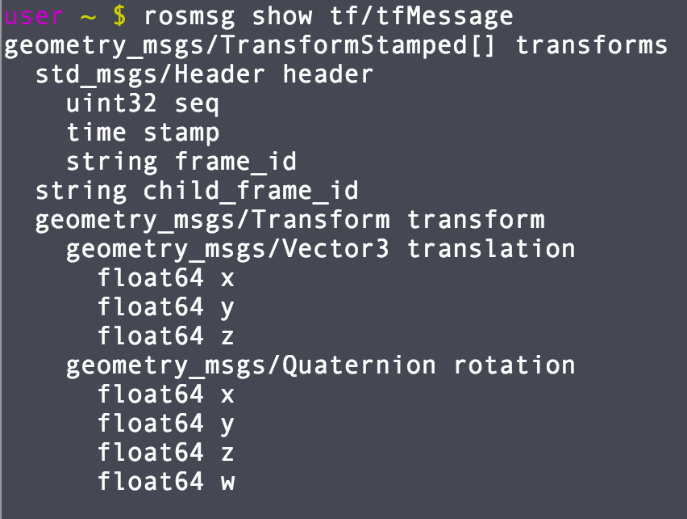 user ~ $ rosmsg show tf/tfMessage
geometry_msgs/TransformStamped[] transforms
  std_msgs/Header header
    uint32 seq
    time stamp
    string frame_id
  string child_frame_id
  geometry_msgs/Transform transform
    geometry_msgs/Vector3 translation
      float64 x
      float64 y
      float64 z
    geometry_msgs/Quaternion rotation
      float64 x
      float64 y
      float64 z
      float64 w